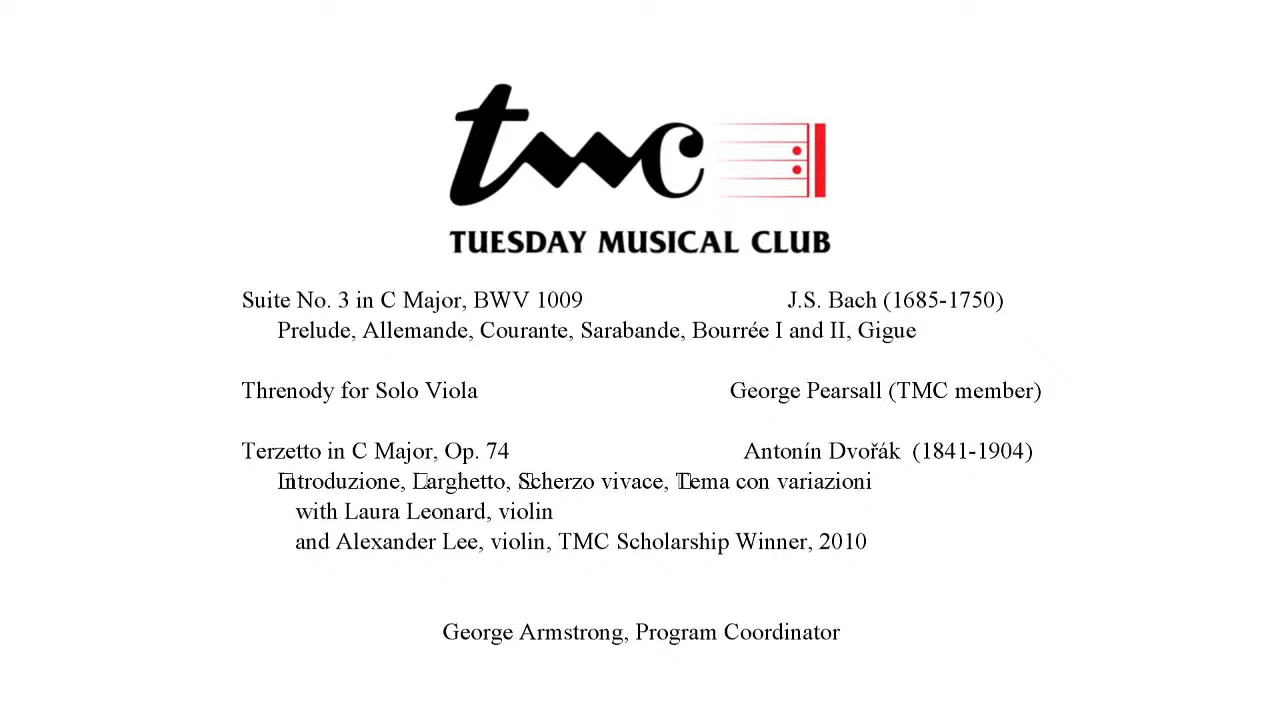 tmc
TUESDAY MUSICAL CLUB
Suite No. 3 in C Major, BWV 1009 J.S. Bach (1685-1750)
Prelude, Allemande, Courante, Sarabande, Bourrée I and II, Gigue
Threnody for Solo Viola George Pearsall (TMC member)
Terzetto in C Major, Op. 74 Antonín Dvořák (1841-1904)
Introduzione, Larghetto, Scherzo vivace, Tema con variazioni
with Laura Leonard, violin
and Alexander Lee, violin, TMC Scholarship Winner, 2010
George Armstrong, Program Coordinator